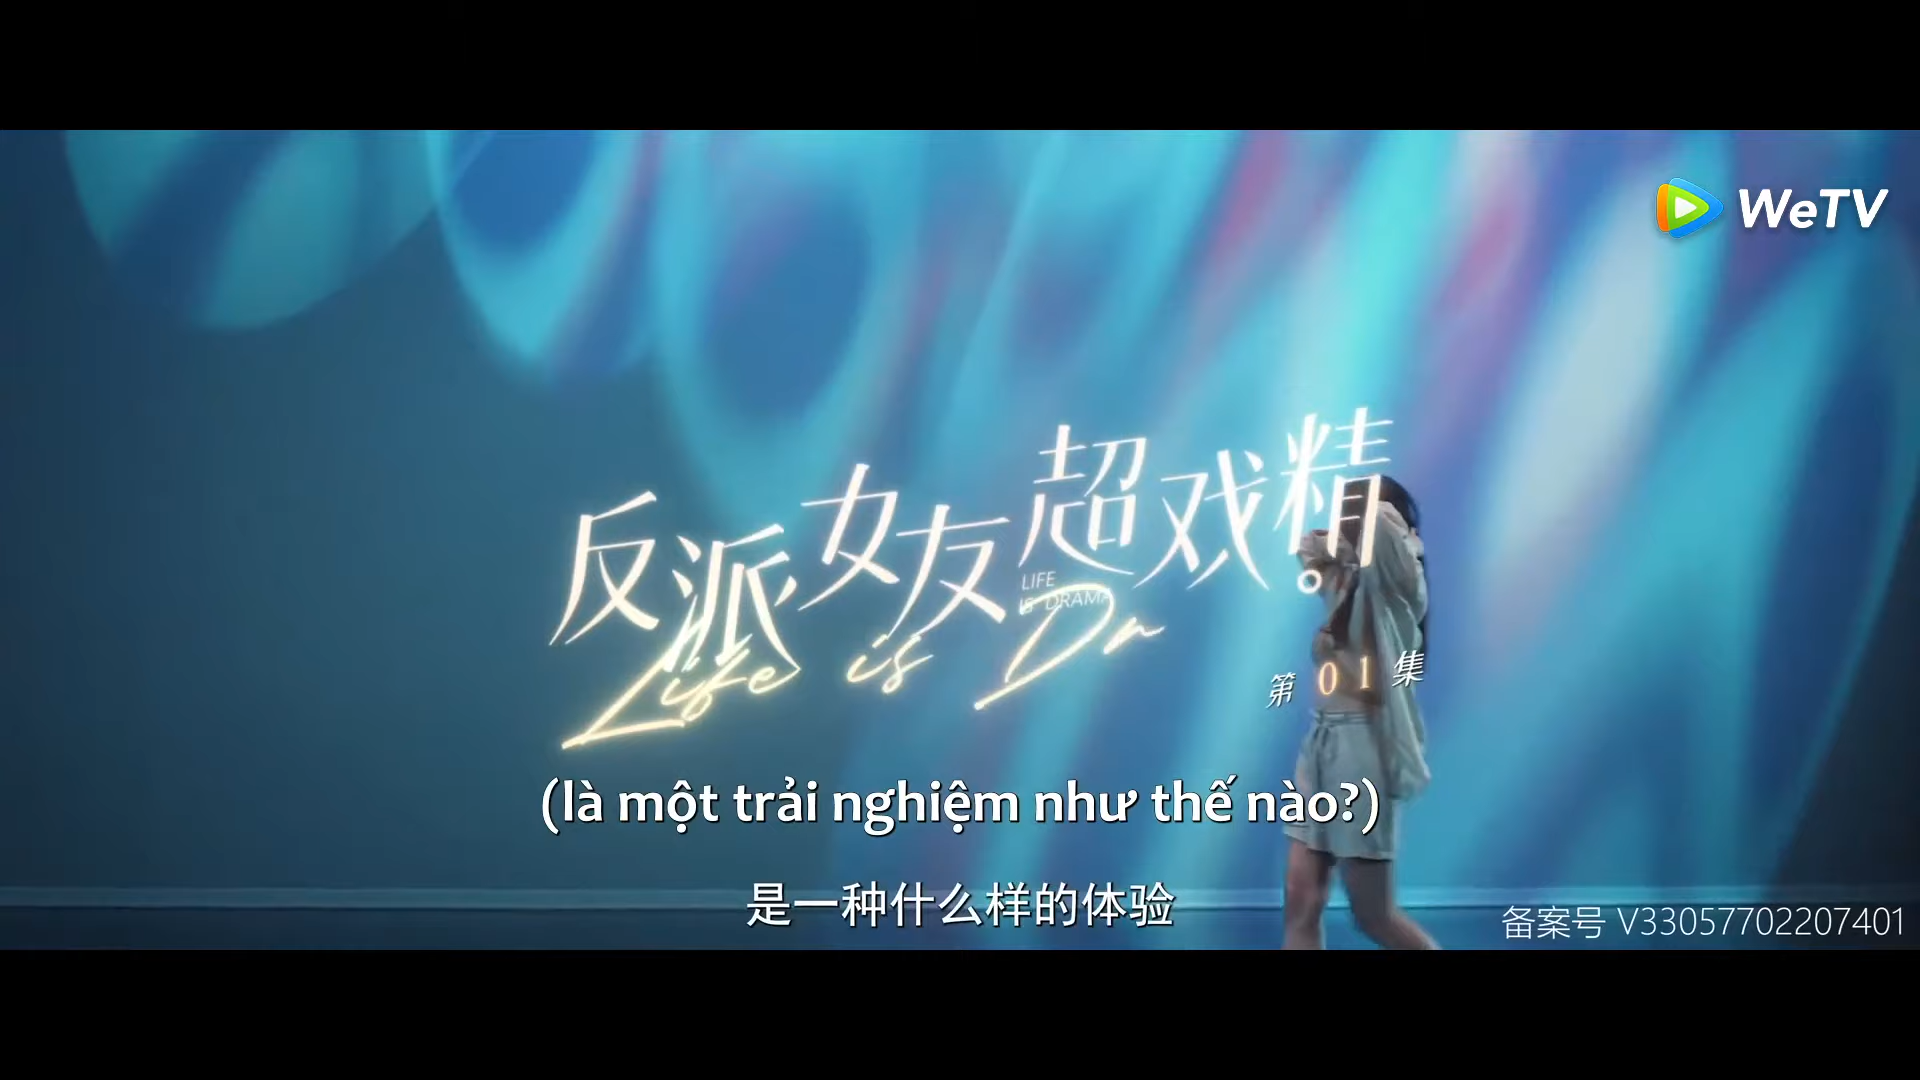 WeTV
反派女友超戏精。
LIFE
IS DRAMA
Life is Dr
第01集
(là một trải nghiệm như thế nào?)
是一种什么样的体验
备案号 V33057702207401